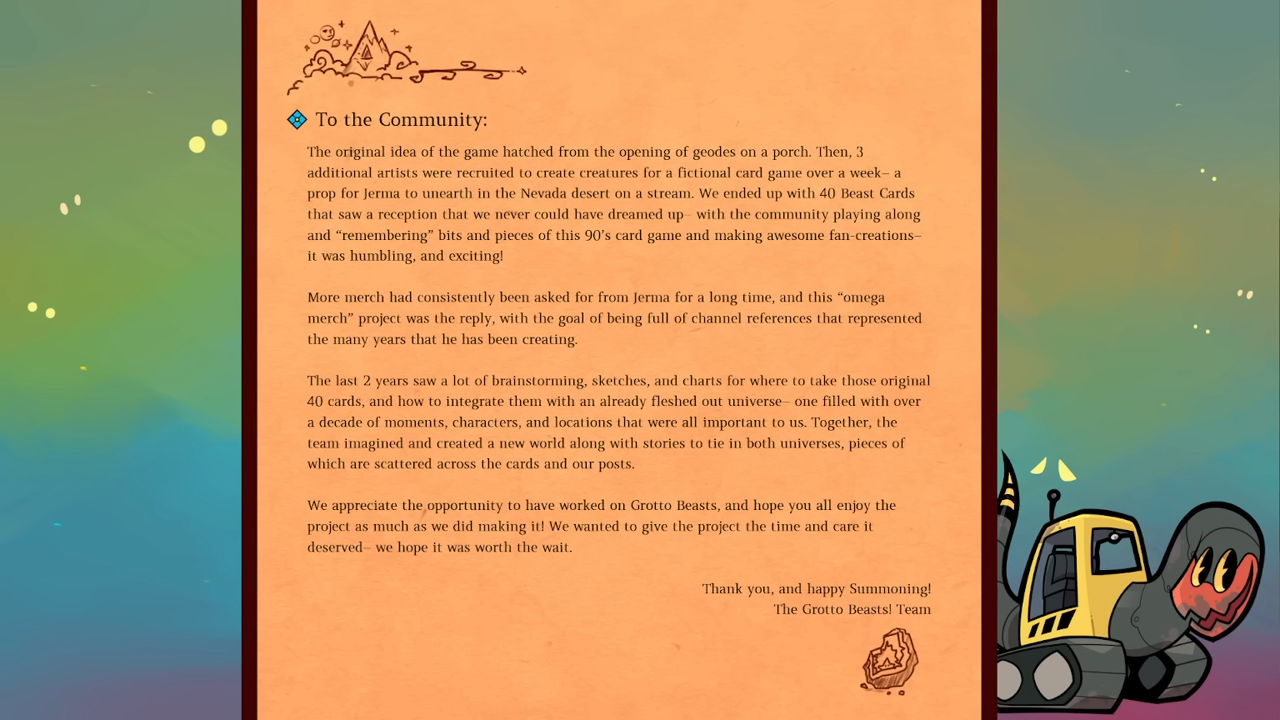 To the Community:
The original idea of the game hatched from the opening of geodes on a porch. Then, 3
additional artists were recruited to create creatures for a fictional card game over a week– a
prop for Jerma to unearth in the Nevada desert on a stream. We ended up with 40 Beast Cards
that saw a reception that we never could have dreamed up– with the community playing along
and “remembering” bits and pieces of this 90’s card game and making awesome fan-creations–
it was humbling, and exciting!
More merch had consistently been asked for from Jerma for a long time, and this “omega
merch” project was the reply, with the goal of being full of channel references that represented
the many years that he has been creating.
The last 2 years saw a lot of brainstorming, sketches, and charts for where to take those original
40 cards, and how to integrate them with an already fleshed out universe– one filled with over
a decade of moments, characters, and locations that were all important to us. Together, the
team imagined and created a new world along with stories to tie in both universes, pieces of
which are scattered across the cards and our posts.
We appreciate the opportunity to have worked on Grotto Beasts, and hope you all enjoy the
project as much as we did making it! We wanted to give the project the time and care it
deserved– we hope it was worth the wait.
Thank you, and happy Summoning!
The Grotto Beasts! Team